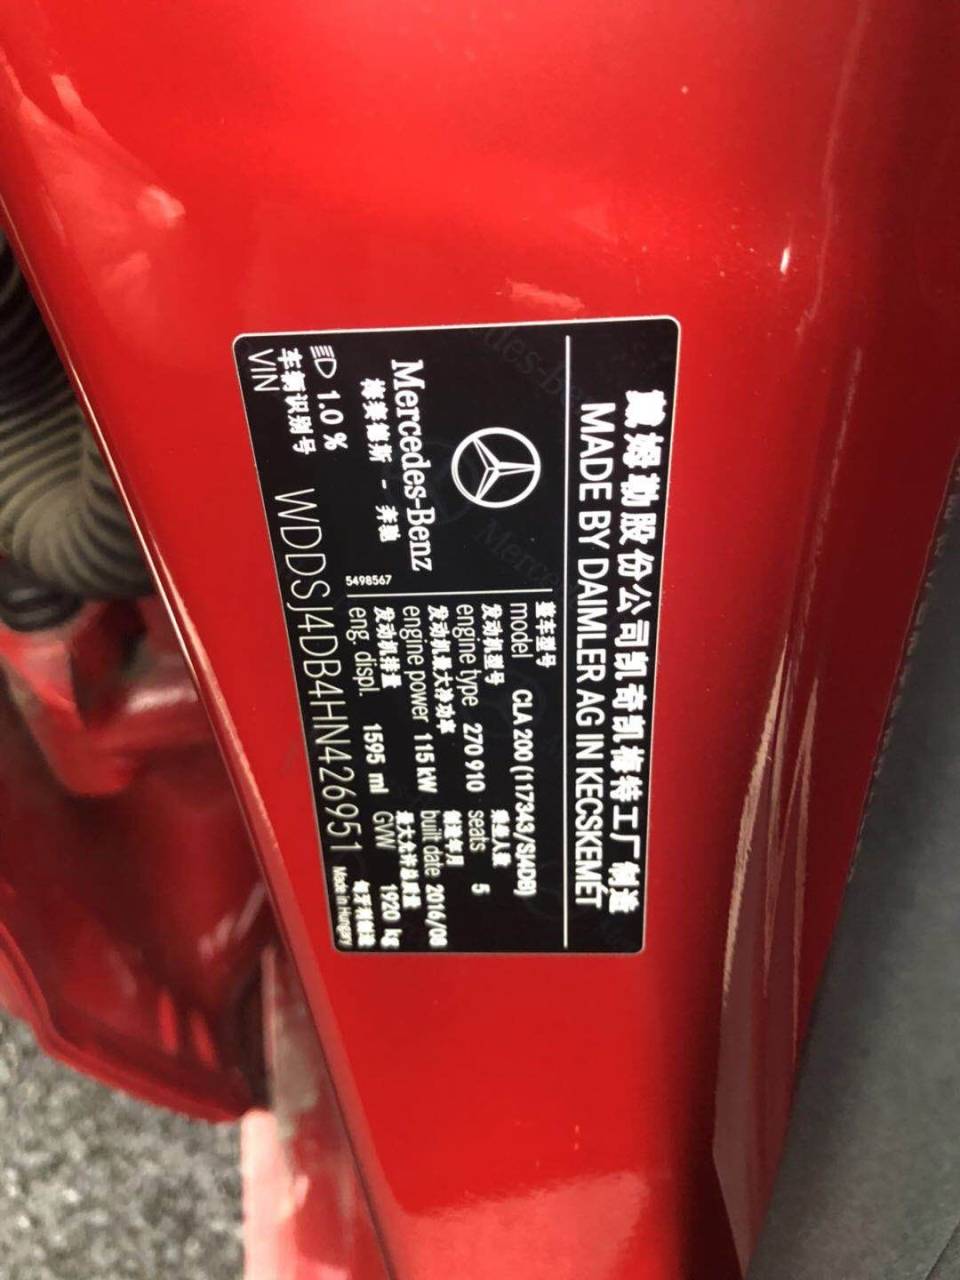 戴姆勒股份公司凯奇凯梅特工厂制造
MADE BY DAIMLER AG IN KECSKEMÉT
Mercedes-Benz
梅赛德斯 - 奔驰
5498567
整车型号
model CLA 200 (117343/SJ4DB)
发动机型号 乘坐人数
engine type 270 910 seats 5
发动机最大净功率 制造年月
engine power 115 kW built date 2016/08
发动机排量 最大允许总质量
eng. displ. 1595 ml GVW 1920 kg
1.0 %
车辆识别号 匈牙利制造
VIN WDDSJ4DB4HN426951 Made in Hungary